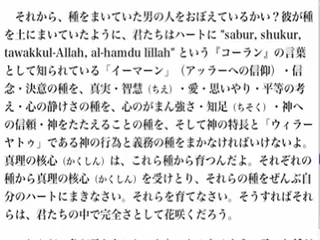 それから、種をまいていた男の人をおぼえているかい？彼が種
を土にまいていたように、君たちはハートに "sabur, shukur,
tawakkul-Allah, al-hamdu lillah" という『コーラン』の言葉
として知られている「イーマーン」（アッラーへの信仰）・信
念・決意の種を、真実・智慧（ちえ）・愛・思いやり・平等の考
え・心の静けさの種を、心のがまん強さ・知足（ちそく）・神へ
の信頼・神をたたえることの種を、そして神の特長と「ウィラー
ヤトゥ」である神の行為と義務の種をまかなければいけないよ。
真理の核心（かくしん）は、これら種から育つんだよ。それぞれの
種から真理の核心（かくしん）を受けとり、それらの種をぜんぶ自
分のハートにまきなさい。それらを育てなさい。そうすればそれ
らは、君たちの中で完全さとして花咲くだろう。